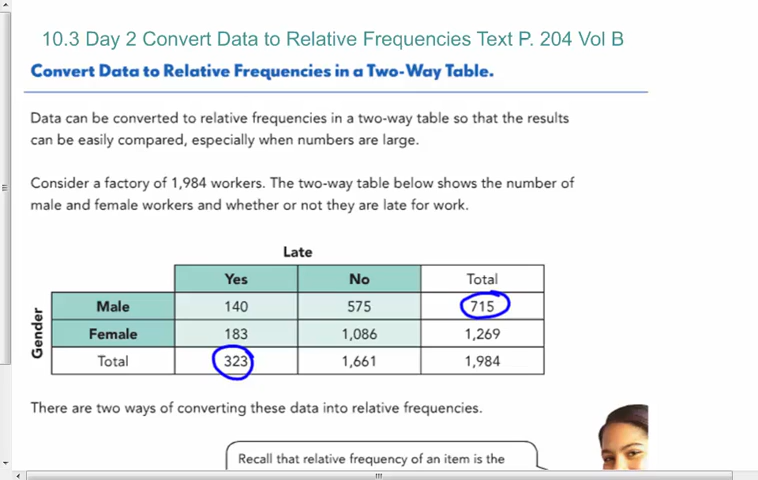 10.3 Day 2 Convert Data to Relative Frequencies Text P. 204 Vol B
Convert Data to Relative Frequencies in a Two-Way Table.
Data can be converted to relative frequencies in a two-way table so that the results
can be easily compared, especially when numbers are large.
Consider a factory of 1,984 workers. The two-way table below shows the number of
male and female workers and whether or not they are late for work.
Late
Yes No Total
Gender
Male 140 575 715
Female 183 1,086 1,269
Total 323 1,661 1,984
There are two ways of converting these data into relative frequencies.
Recall that relative frequency of an item is the